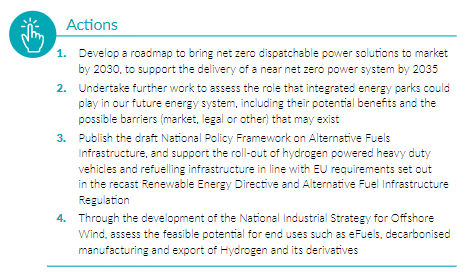 Actions
1. Develop a roadmap to bring net zero dispatchable power solutions to market
by 2030, to support the delivery of a near net zero power system by 2035
2. Undertake further work to assess the role that integrated energy parks could
play in our future energy system, including their potential benefits and the
possible barriers (market, legal or other) that may exist
3. Publish the draft National Policy Framework on Alternative Fuels
Infrastructure, and support the roll-out of hydrogen powered heavy duty
vehicles and refuelling infrastructure in line with EU requirements set out
in the recast Renewable Energy Directive and Alternative Fuel Infrastructure
Regulation
4. Through the development of the National Industrial Strategy for Offshore
Wind, assess the feasible potential for end uses such as eFuels, decarbonised
manufacturing and export of Hydrogen and its derivatives